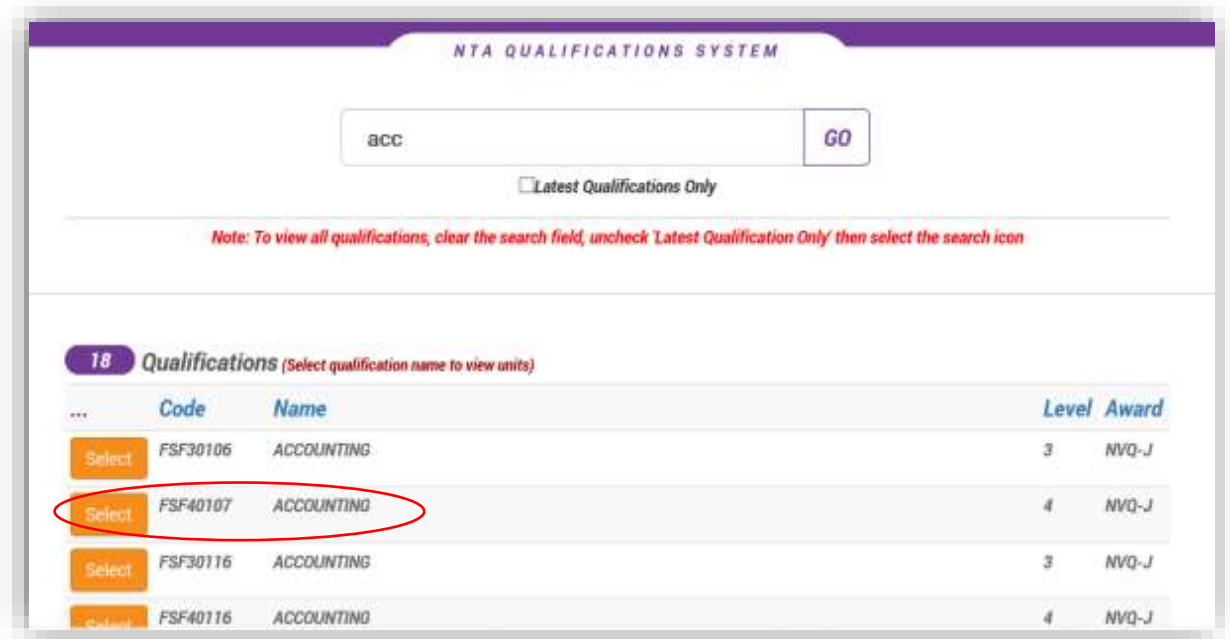 NTA QUALIFICATIONS SYSTEM
acc GO
Latest Qualifications Only
Note: To view all qualifications, clear the search field, uncheck 'Latest Qualification Only' then select the search icon
18 Qualifications (Select qualification name to view units)
... Code Name Level Award
Select FSF30106 ACCOUNTING 3 NVQ-J
Select FSF40107 ACCOUNTING 4 NVQ-J
Select FSF30116 ACCOUNTING 3 NVQ-J
Select FSF40116 ACCOUNTING 4 NVQ-J